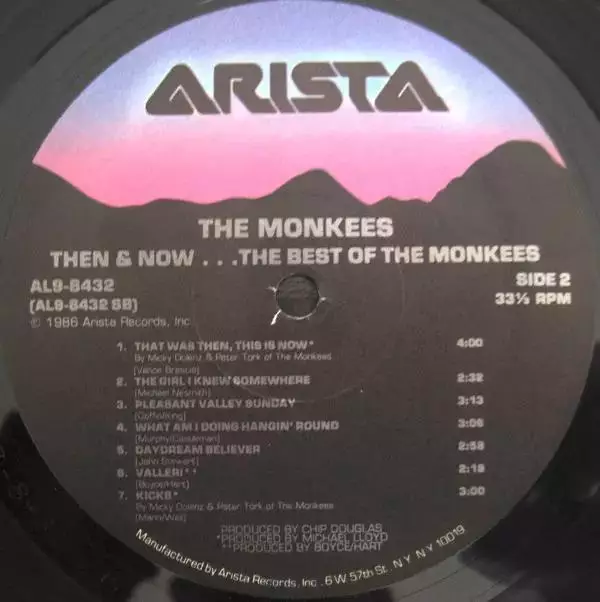 ARISTA
THE MONKEES
THEN & NOW . . .THE BEST OF THE MONKEES
AL9-8432
SIDE 2
(AL9-8432 SB)
33⅓ RPM
℗ 1986 Arista Records, Inc.
1. THAT WAS THEN, THIS IS NOW* 4:00
By Micky Dolenz & Peter Tork of The Monkees
(Vance Brescia)
2. THE GIRL I KNEW SOMEWHERE 2:32
(Michael Nesmith)
3. PLEASANT VALLEY SUNDAY 3:13
(Goffin/King)
4. WHAT AM I DOING HANGIN' ROUND 3:06
(Murphy/Castleman)
5. DAYDREAM BELIEVER 2:58
(John Stewart)
6. VALLERI** 2:19
(Boyce/Hart)
7. KICKS* 3:00
By Micky Dolenz & Peter Tork of The Monkees
(Mann/Weil)
PRODUCED BY CHIP DOUGLAS
*PRODUCED BY MICHAEL LLOYD
**PRODUCED BY BOYCE/HART
Manufactured by Arista Records, Inc. .6 W 57th St. N.Y. N.Y. 10019